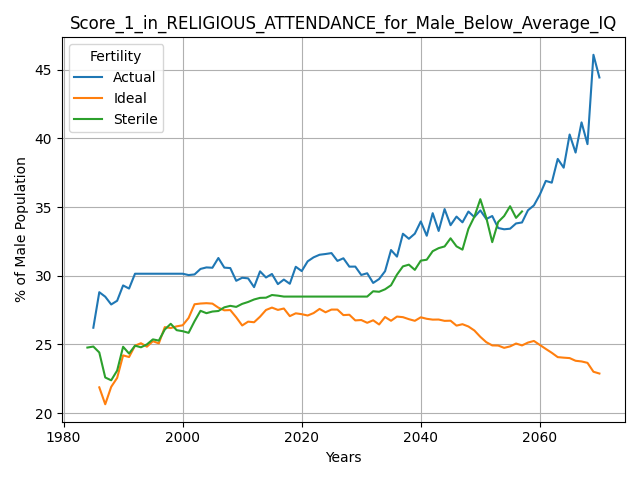 Score_1_in_RELIGIOUS_ATTENDANCE_for_Male_Below_Average_IQ
Fertility
Actual
Ideal
Sterile
% of Male Population
45
40
35
30
25
20
1980
2000
2020
2040
2060
Years